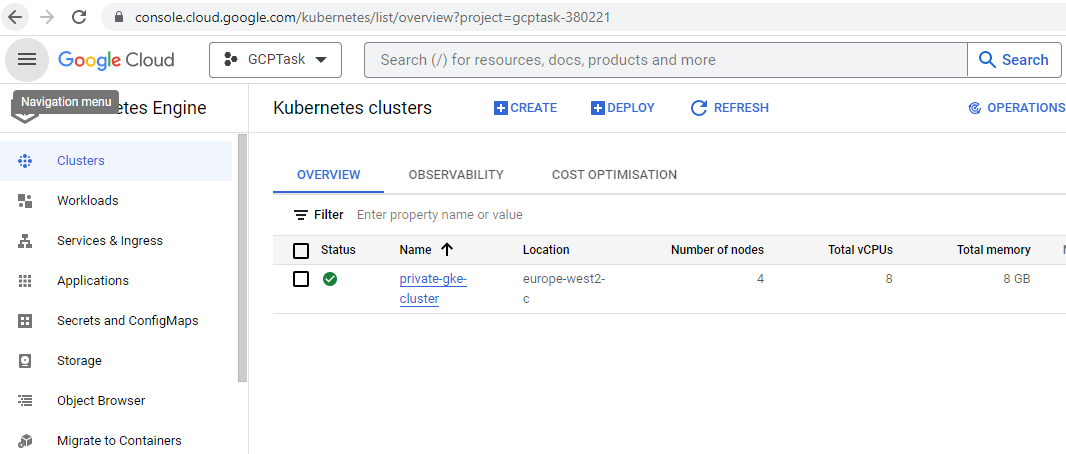 console.cloud.google.com/kubernetes/list/overview?project=gcptask-380221
Google Cloud
GCPTask
Search (/) for resources, docs, products and more
Search
Navigation menu
etes Engine
Kubernetes clusters
CREATE
DEPLOY
REFRESH
OPERATIONS
Clusters
Workloads
Services & Ingress
Applications
Secrets and ConfigMaps
Storage
Object Browser
Migrate to Containers
OVERVIEW
OBSERVABILITY
COST OPTIMISATION
Filter
Enter property name or value
Status
Name
Location
Number of nodes
Total vCPUs
Total memory
private-gke-
cluster
europe-west2-
c
4
8
8 GB